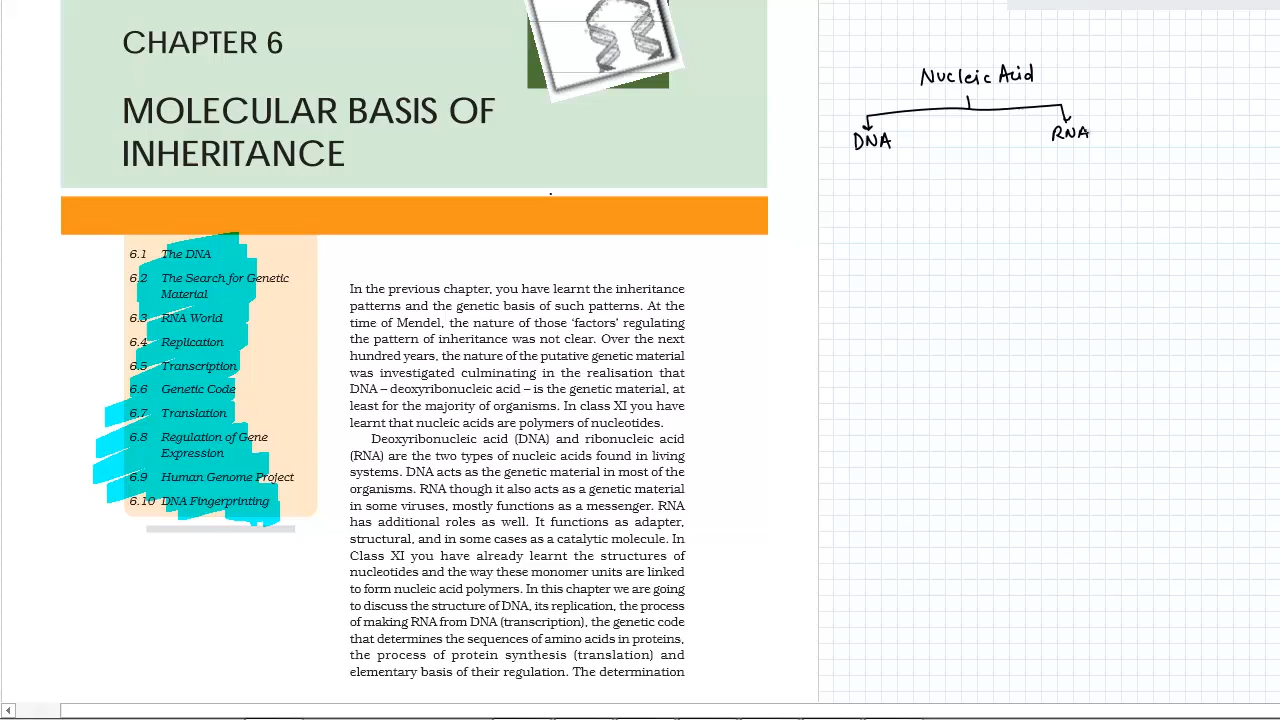 CHAPTER 6
MOLECULAR BASIS OF
INHERITANCE
6.1 The DNA
6.2 The Search for Genetic
Material
6.3 RNA World
6.4 Replication
6.5 Transcription
6.6 Genetic Code
6.7 Translation
6.8 Regulation of Gene
Expression
6.9 Human Genome Project
6.10 DNA Fingerprinting
In the previous chapter, you have learnt the inheritance
patterns and the genetic basis of such patterns. At the
time of Mendel, the nature of those ‘factors’ regulating
the pattern of inheritance was not clear. Over the next
hundred years, the nature of the putative genetic material
was investigated culminating in the realisation that
DNA – deoxyribonucleic acid – is the genetic material, at
least for the majority of organisms. In class XI you have
learnt that nucleic acids are polymers of nucleotides.
Deoxyribonucleic acid (DNA) and ribonucleic acid
(RNA) are the two types of nucleic acids found in living
systems. DNA acts as the genetic material in most of the
organisms. RNA though it also acts as a genetic material
in some viruses, mostly functions as a messenger. RNA
has additional roles as well. It functions as adapter,
structural, and in some cases as a catalytic molecule. In
Class XI you have already learnt the structures of
nucleotides and the way these monomer units are linked
to form nucleic acid polymers. In this chapter we are going
to discuss the structure of DNA, its replication, the process
of making RNA from DNA (transcription), the genetic code
that determines the sequences of amino acids in proteins,
the process of protein synthesis (translation) and
elementary basis of their regulation. The determination
Nucleic Acid
DNA RNA